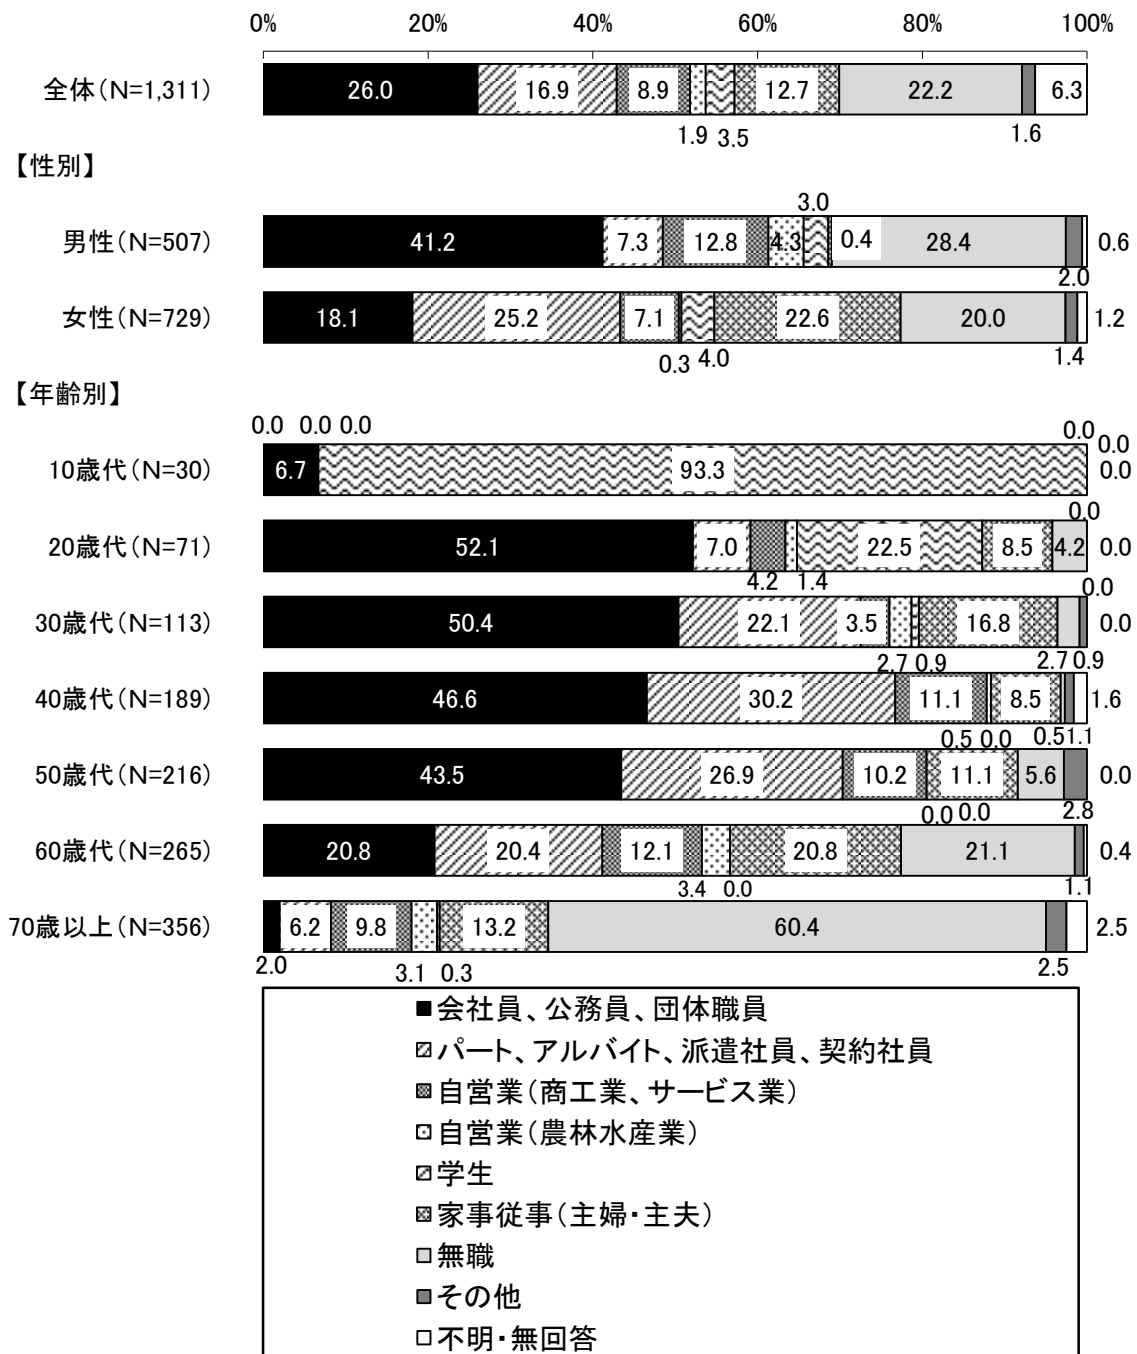 0% 20% 40% 60% 80% 100%
全体(N=1,311) 26.0 16.9 8.9 12.7 22.2 6.3
1.9 3.5 1.6
【性別】
3.0
男性(N=507) 41.2 7.3 12.8 4.3 0.4 28.4 0.6
2.0
女性(N=729) 18.1 25.2 7.1 22.6 20.0 1.2
0.3 4.0 1.4
【年齢別】
0.0 0.0 0.0 0.0 0.0
10歳代(N=30) 6.7 93.3 0.0
0.0
20歳代(N=71) 52.1 7.0 22.5 8.5 4.2 0.0
4.2 1.4 0.0
30歳代(N=113) 50.4 22.1 3.5 16.8 0.0
2.7 0.9 2.7 0.9
40歳代(N=189) 46.6 30.2 11.1 8.5 1.6
0.5 0.0 0.5 1.1
50歳代(N=216) 43.5 26.9 10.2 11.1 5.6 0.0
0.0 0.0 2.8
60歳代(N=265) 20.8 20.4 12.1 20.8 21.1 0.4
3.4 0.0 1.1
70歳以上(N=356) 6.2 9.8 13.2 60.4 2.5
2.0 3.1 0.3 2.5
会社員、公務員、団体職員
パート、アルバイト、派遣社員、契約社員
自営業(商工業、サービス業)
自営業(農林水産業)
学生
家事従事(主婦・主夫)
無職
その他
不明・無回答